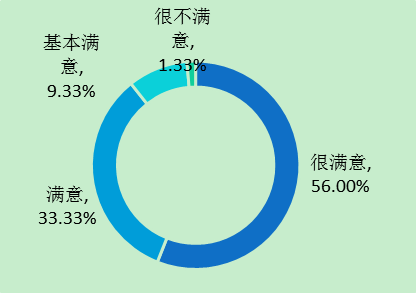 很不满
意,
1.33%
基本满
意,
9.33%
很满意,
56.00%
满意,
33.33%